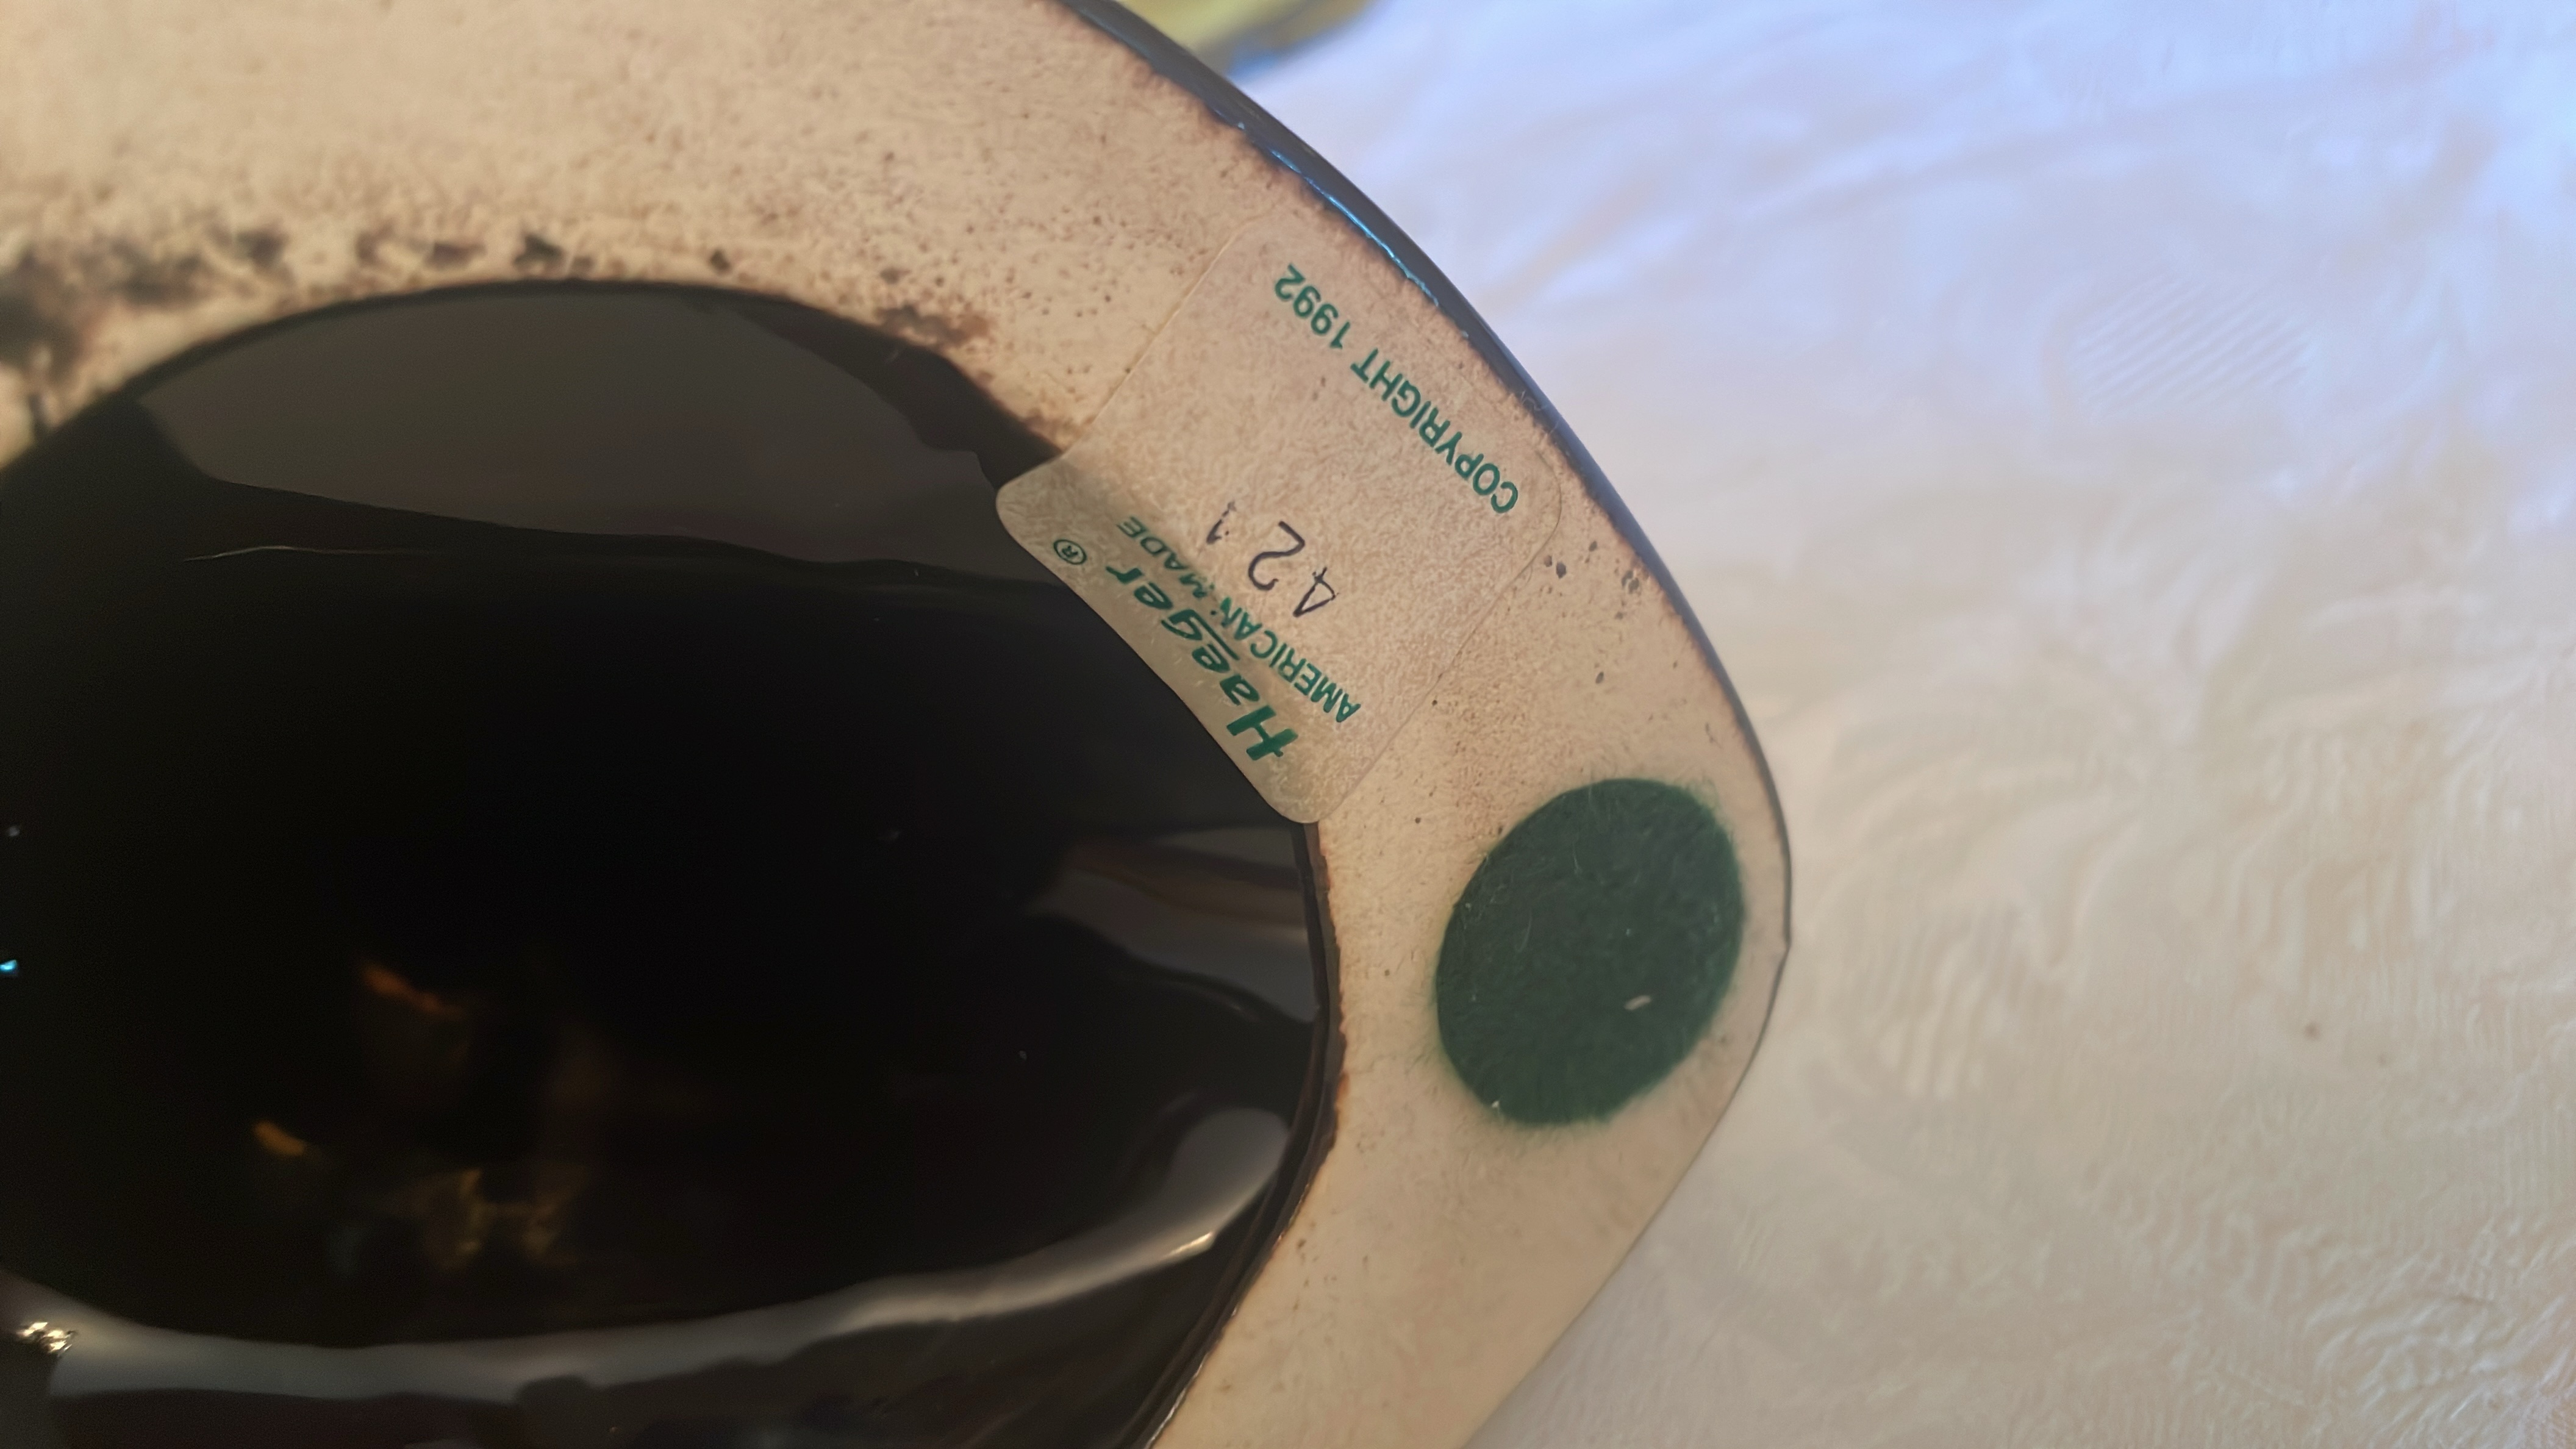 Haeger ®
AMERICAN MADE
421
COPYRIGHT 1992